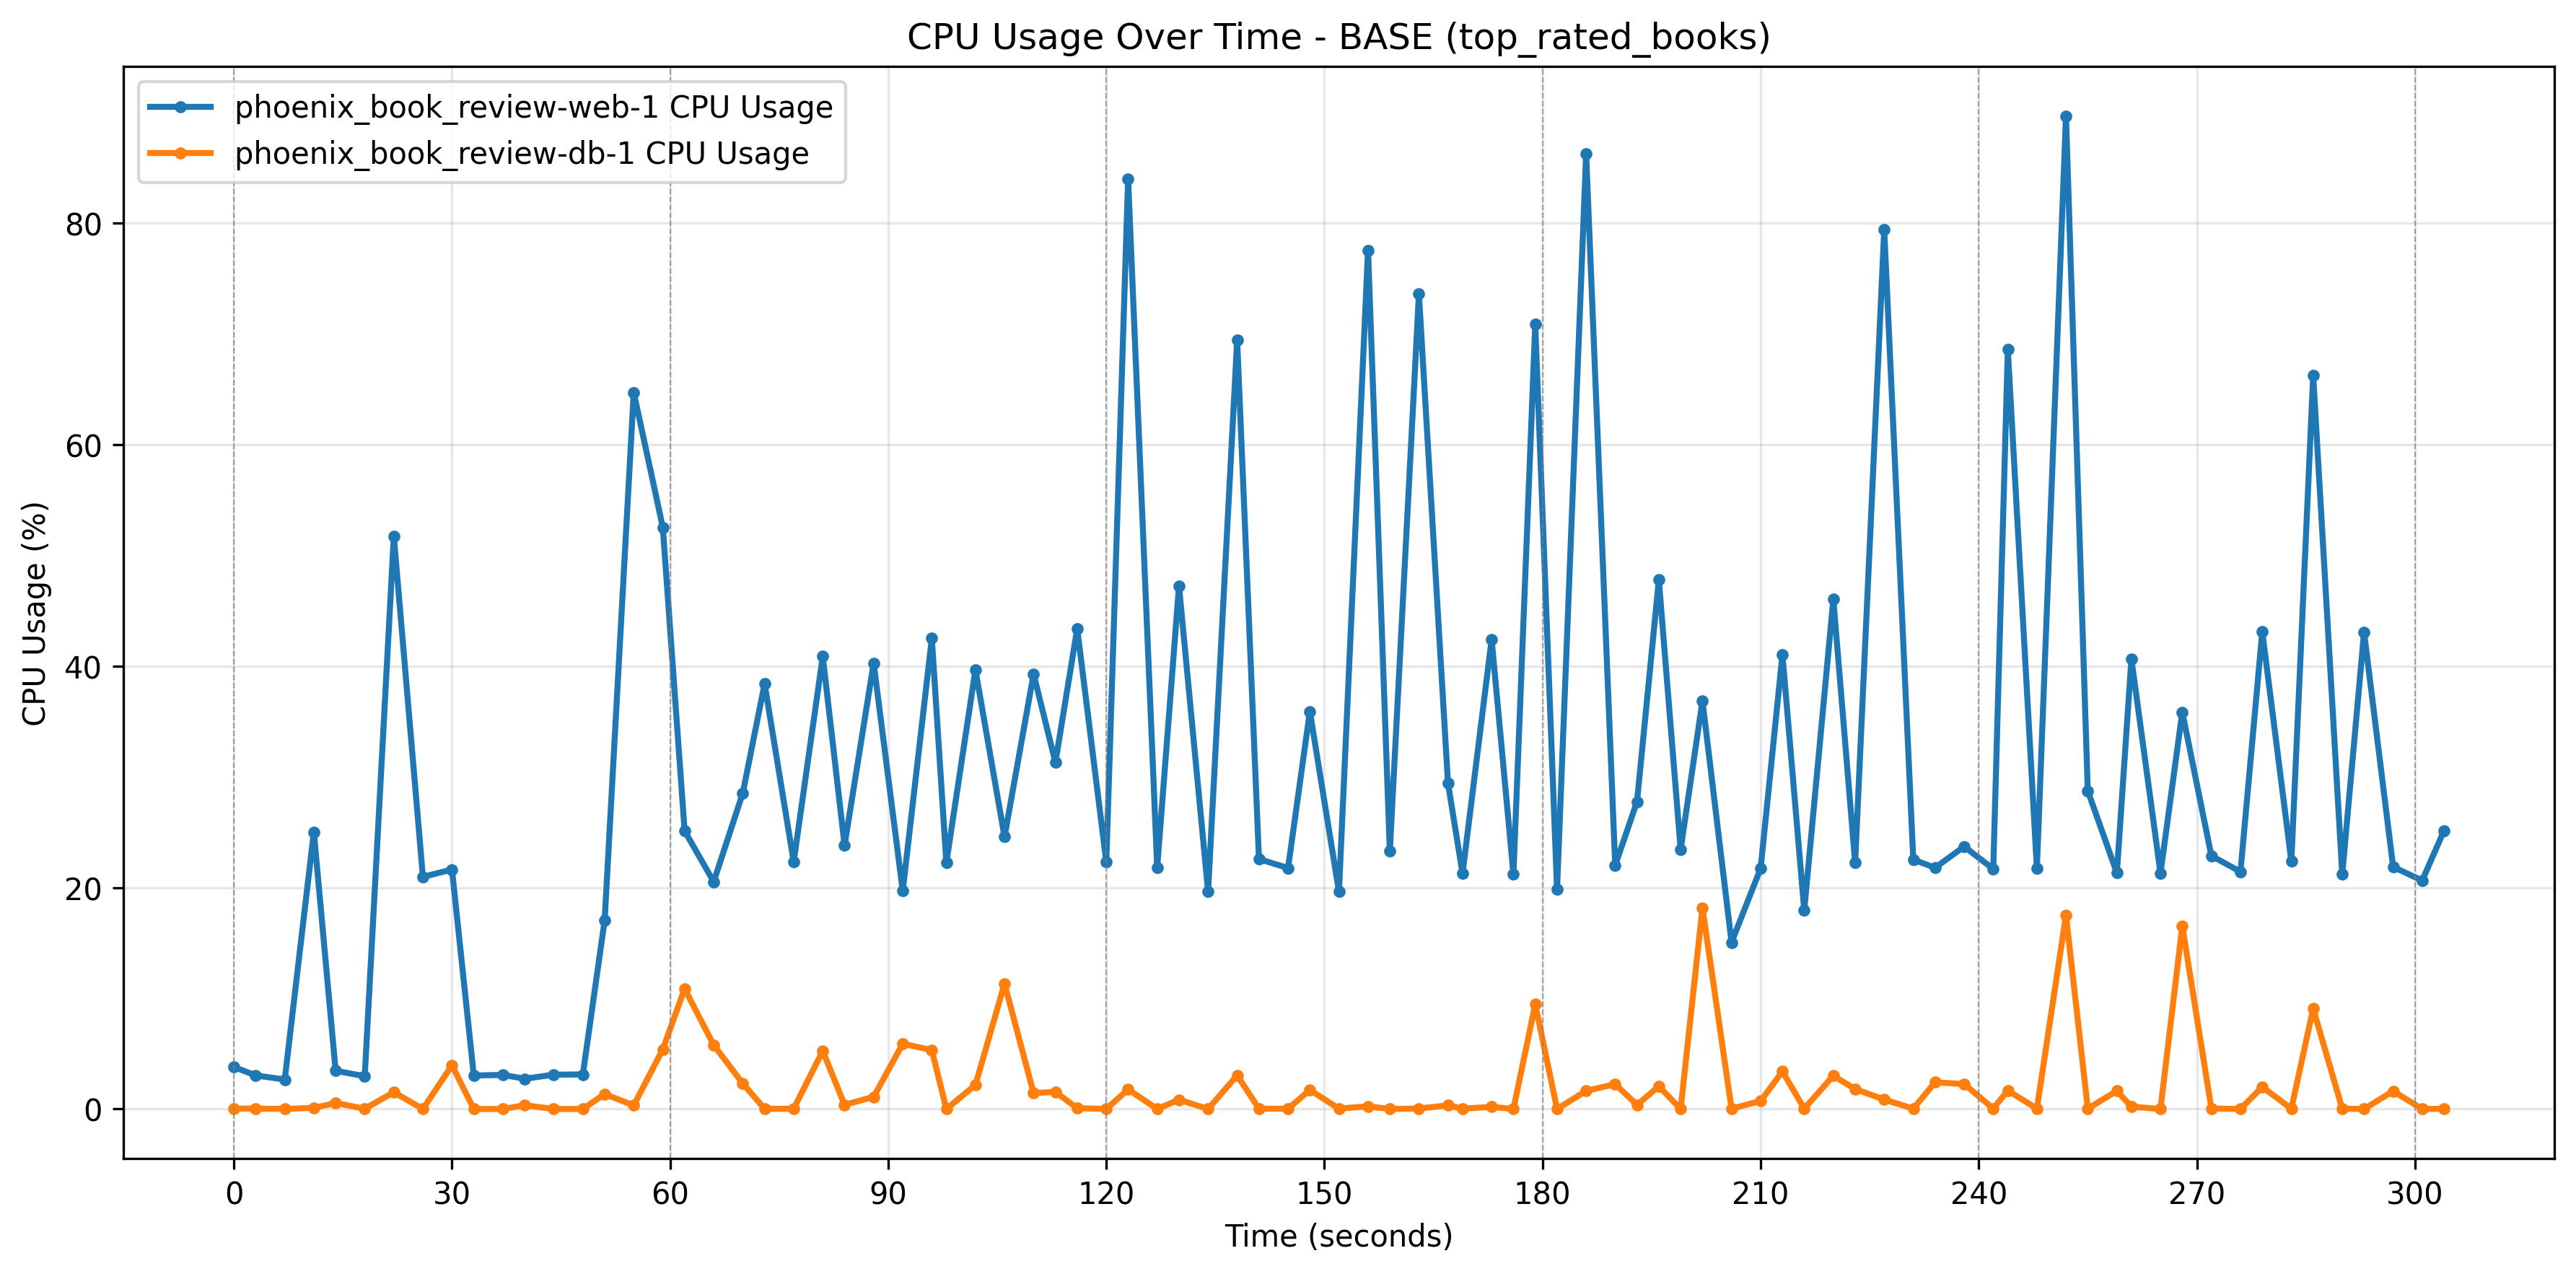 CPU Usage Over Time - BASE (top_rated_books)
phoenix_book_review-web-1 CPU Usage
phoenix_book_review-db-1 CPU Usage
CPU Usage (%)
80
60
40
20
0
0 30 60 90 120 150 180 210 240 270 300
Time (seconds)